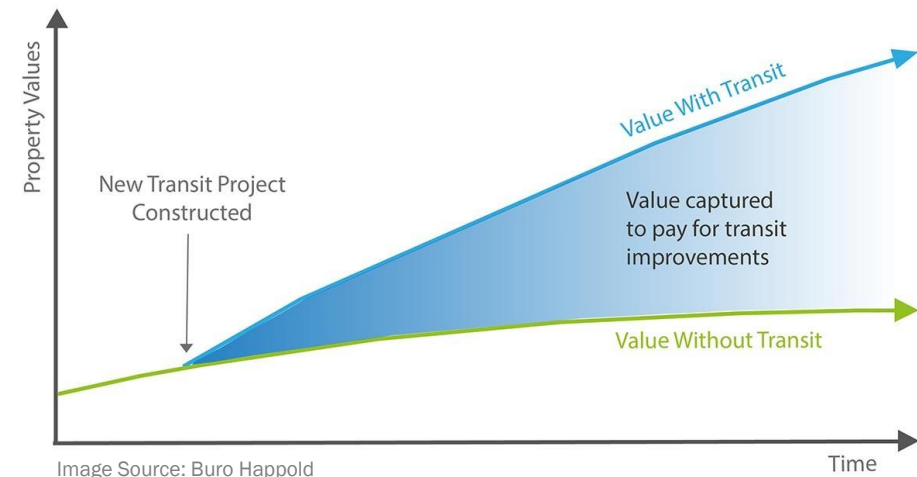 Property Values
New Transit Project
Constructed
Value With Transit
Value captured
to pay for transit
improvements
Value Without Transit
Time
Image Source: Buro Happold